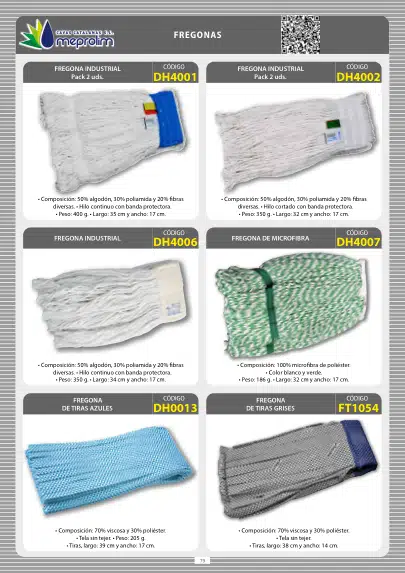 CAYAR CATALANAS S.L.
meprolim
FREGONAS
FREGONA INDUSTRIAL
Pack 2 uds.
CÓDIGO
DH4001
• Composición: 50% algodón, 30% poliamida y 20% fibras
diversas. • Hilo continuo con banda protectora.
• Peso: 400 g. • Largo: 35 cm y ancho: 17 cm.
FREGONA INDUSTRIAL
Pack 2 uds.
CÓDIGO
DH4002
• Composición: 50% algodón, 30% poliamida y 20% fibras
diversas. • Hilo cortado con banda protectora.
• Peso: 350 g. • Largo: 32 cm y ancho: 17 cm.
FREGONA INDUSTRIAL
CÓDIGO
DH4006
• Composición: 50% algodón, 30% poliamida y 20% fibras
diversas. • Hilo continuo con banda protectora.
• Peso: 350 g. • Largo: 34 cm y ancho: 17 cm.
FREGONA DE MICROFIBRA
CÓDIGO
DH4007
• Composición: 100% microfibra de poliéster.
• Color blanco y verde.
• Peso: 186 g. • Largo: 32 cm y ancho: 17 cm.
FREGONA
DE TIRAS AZULES
CÓDIGO
DH0013
• Composición: 70% viscosa y 30% poliéster.
• Tela sin tejer. • Peso: 205 g.
• Tiras, largo: 39 cm y ancho: 17 cm.
FREGONA
DE TIRAS GRISES
CÓDIGO
FT1054
• Composición: 70% viscosa y 30% poliéster.
• Tela sin tejer.
• Tiras, largo: 38 cm y ancho: 14 cm.
79